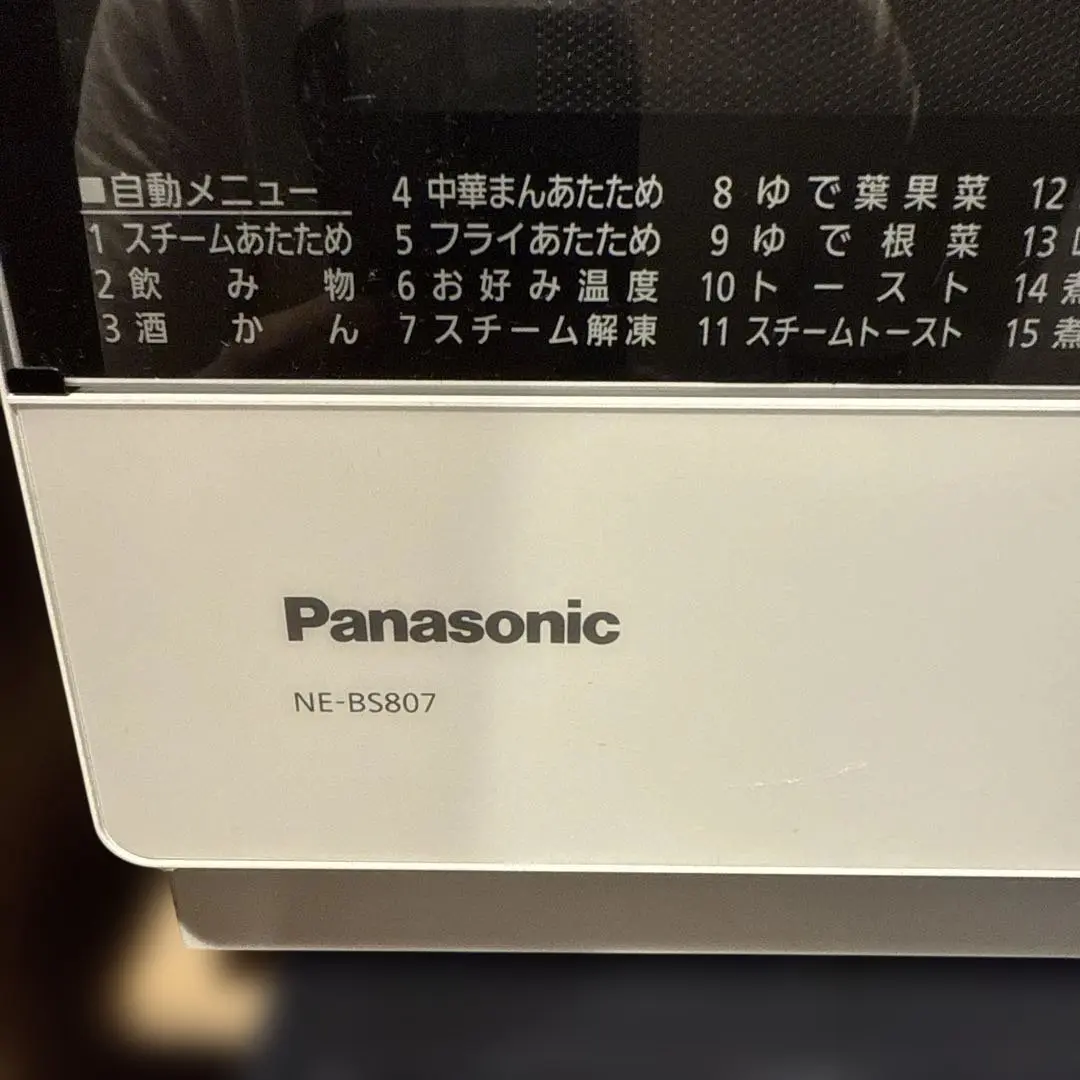 ■自動メニュー
1 スチームあたため
2 飲み物
3 酒かん
4 中華まんあたため
5 フライあたため
6 お好み温度
7 スチーム解凍
8 ゆで葉果菜
9 ゆで根菜
10 トースト
11 スチームトースト
12
13
14 煮
15 煮
Panasonic
NE-BS807